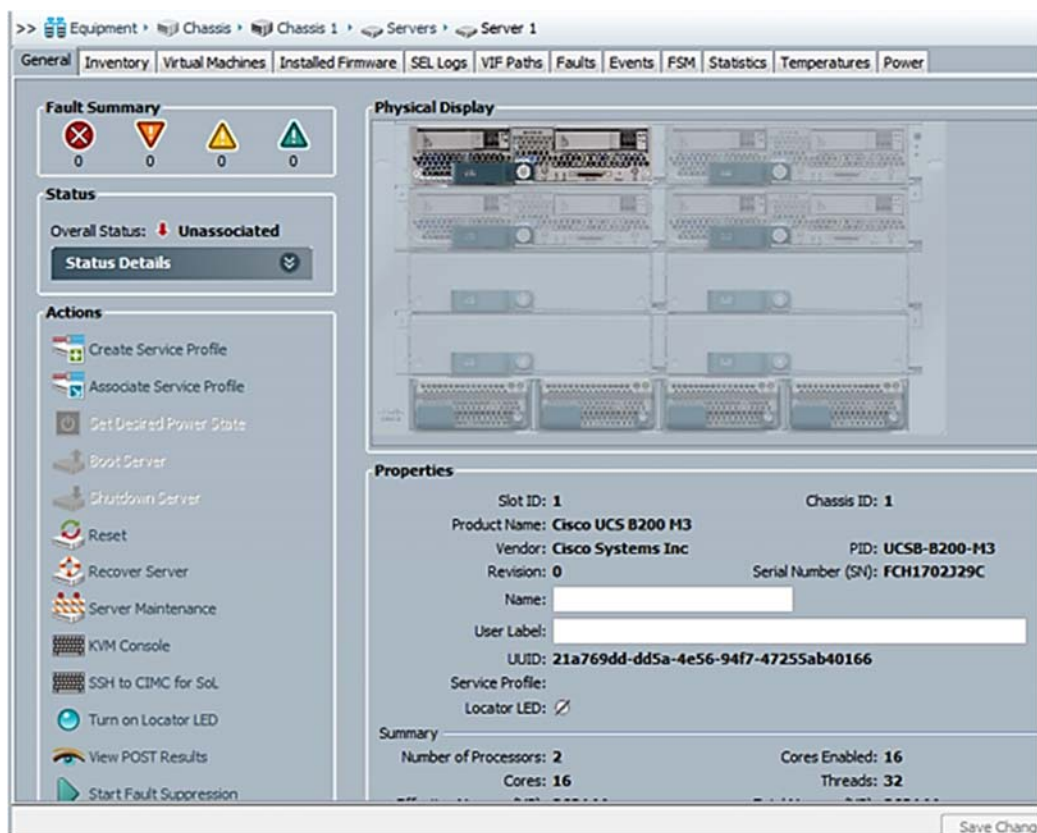 >> Equipment Chassis Chassis 1 Servers Server 1
General Inventory Virtual Machines Installed Firmware SEL Logs VIF Paths Faults Events FSM Statistics Temperatures Power
Fault Summary
0 0 0 0
Status
Overall Status: Unassociated
Status Details
Actions
Create Service Profile
Associate Service Profile
Set Desired Power State
Boot Server
Shutdown Server
Reset
Recover Server
Server Maintenance
KVM Console
SSH to CIMC for SoL
Turn on Locator LED
View POST Results
Start Fault Suppression
Physical Display
Properties
Slot ID: 1 Chassis ID: 1
Product Name: Cisco UCS B200 M3
Vendor: Cisco Systems Inc PID: UCSB-B200-M3
Revision: 0 Serial Number (SN): FCH1702J29C
Name:
User Label:
UUID: 21a769dd-dd5a-4e56-94f7-47255ab40166
Service Profile:
Locator LED:
Summary
Number of Processors: 2 Cores Enabled: 16
Cores: 16 Threads: 32
Save Chang